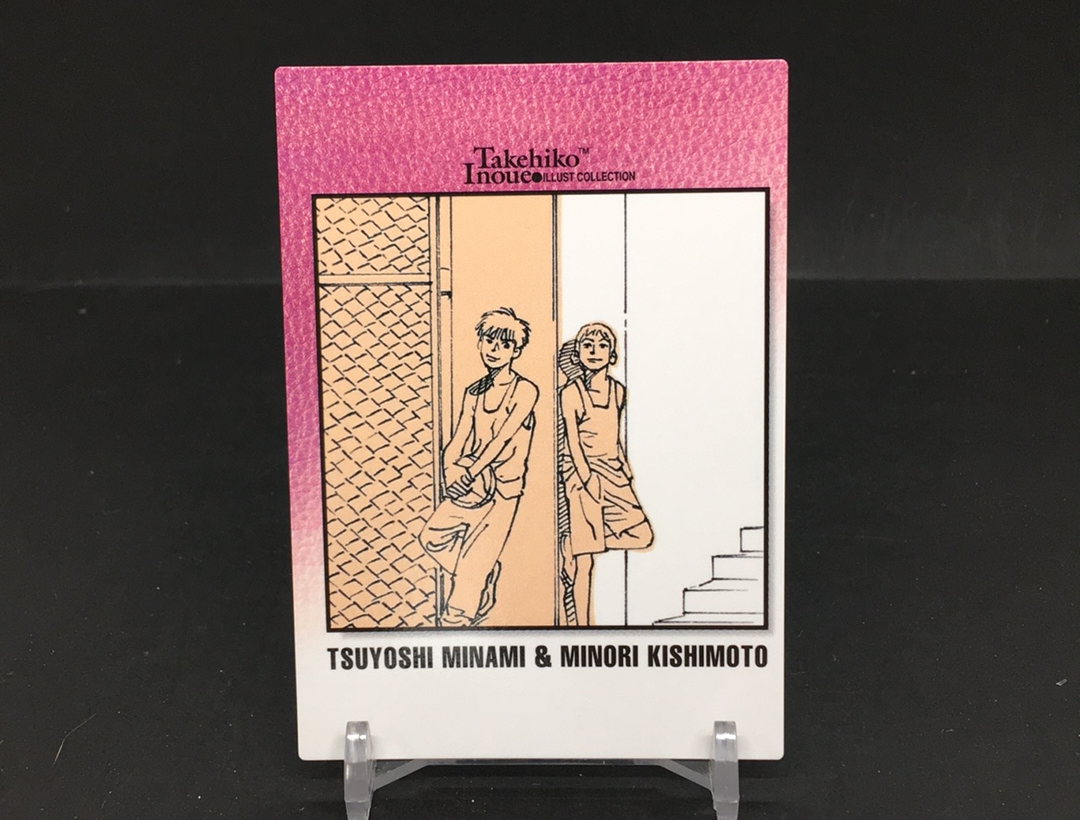 Takehiko™
Inoue●ILLUST COLLECTION
TSUYOSHI MINAMI & MINORI KISHIMOTO